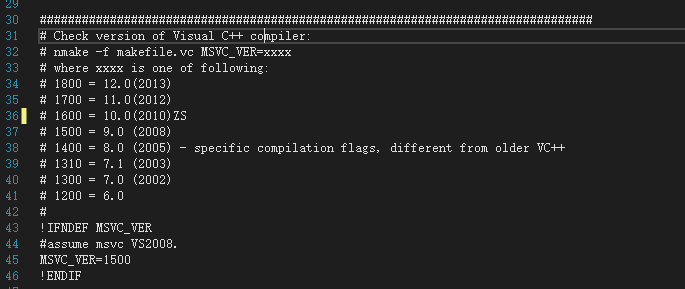 29
30 ###############################################################################
31 # Check version of Visual C++ compiler:
32 # nmake -f makefile.vc MSVC_VER=xxxx
33 # where xxxx is one of following:
34 # 1800 = 12.0(2013)
35 # 1700 = 11.0(2012)
36 # 1600 = 10.0(2010)ZS
37 # 1500 = 9.0 (2008)
38 # 1400 = 8.0 (2005) - specific compilation flags, different from older VC++
39 # 1310 = 7.1 (2003)
40 # 1300 = 7.0 (2002)
41 # 1200 = 6.0
42 #
43 !IFNDEF MSVC_VER
44 #assume msvc VS2008.
45 MSVC_VER=1500
46 !ENDIF